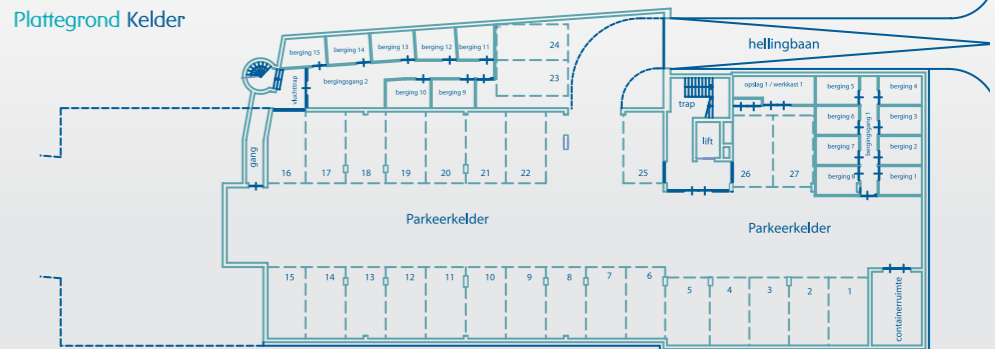 Plattegrond Kelder
berging 15
berging 14
berging 13
berging 12
berging 11
24
hellingbaan
vluchttrap
bergingsgang 2
23
berging 10
berging 9
trap
opslag 1 / werkkast 1
berging 5
berging 4
berging 6
berging 3
bergingsgang 1
lift
berging 7
berging 2
gang
16
17
18
19
20
21
22
25
26
27
berging 8
berging 1
Parkeerkelder
Parkeerkelder
15
14
13
12
11
10
9
8
7
6
5
4
3
2
1
containerruimte